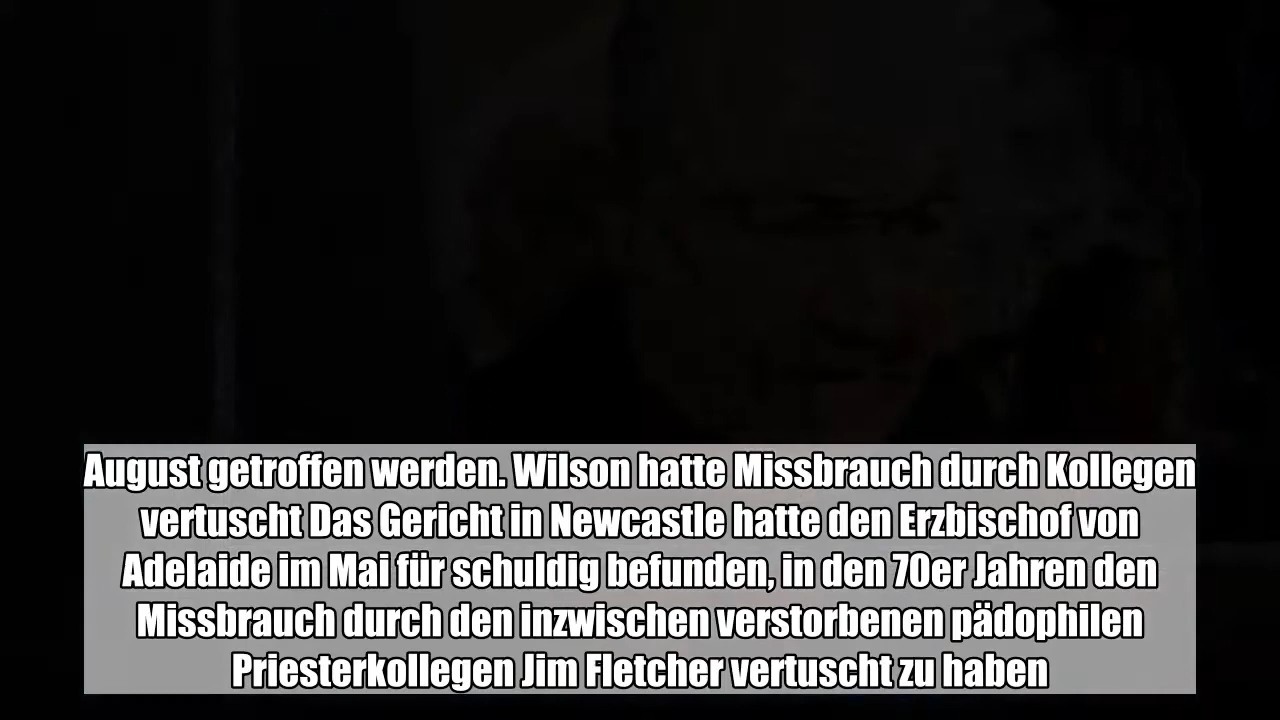 August getroffen werden. Wilson hatte Missbrauch durch Kollegen
vertuscht Das Gericht in Newcastle hatte den Erzbischof von
Adelaide im Mai für schuldig befunden, in den 70er Jahren den
Missbrauch durch den inzwischen verstorbenen pädophilen
Priesterkollegen Jim Fletcher vertuscht zu haben